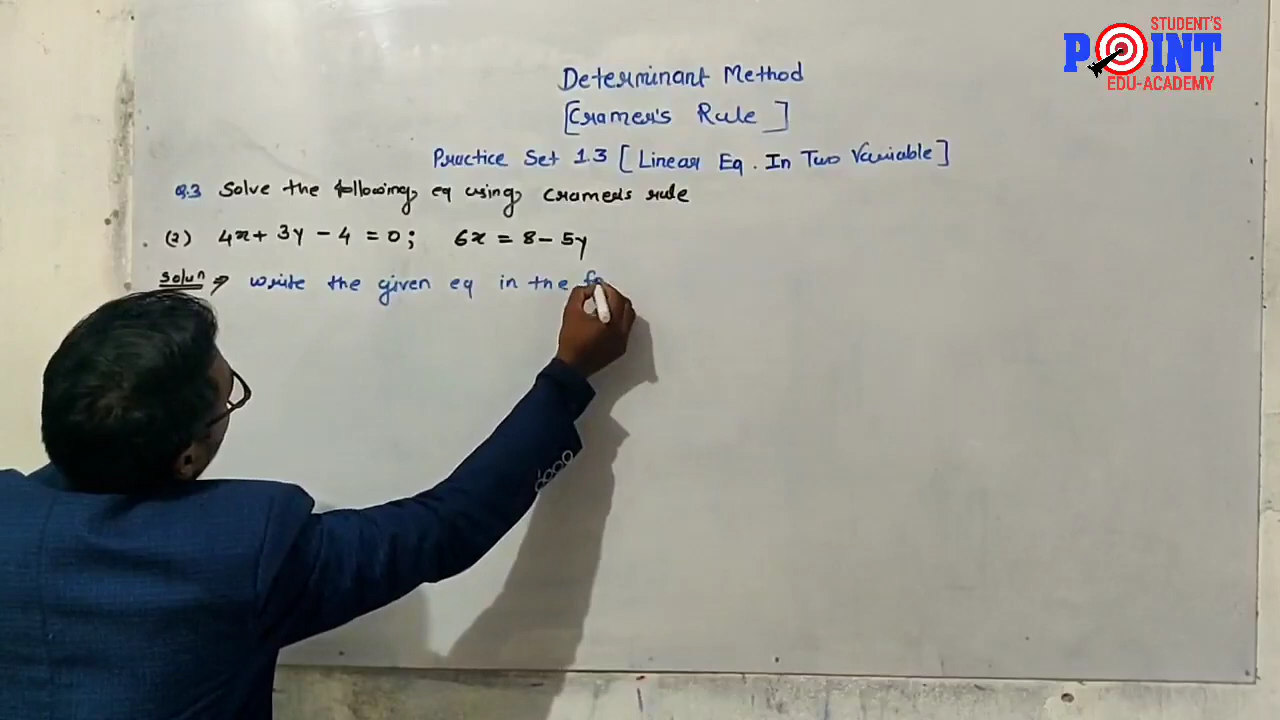 STUDENT'S
POINT
EDU-ACADEMY
Determinant Method
[Cramer's Rule]
Practice Set 1.3 [Linear Eq. In Two Variable]
Q.3 Solve the following eq using cramer's rule
(2) 4x + 3y - 4 = 0; 6x = 8 - 5y
Soluⁿ ⇒ write the given eq in the fo